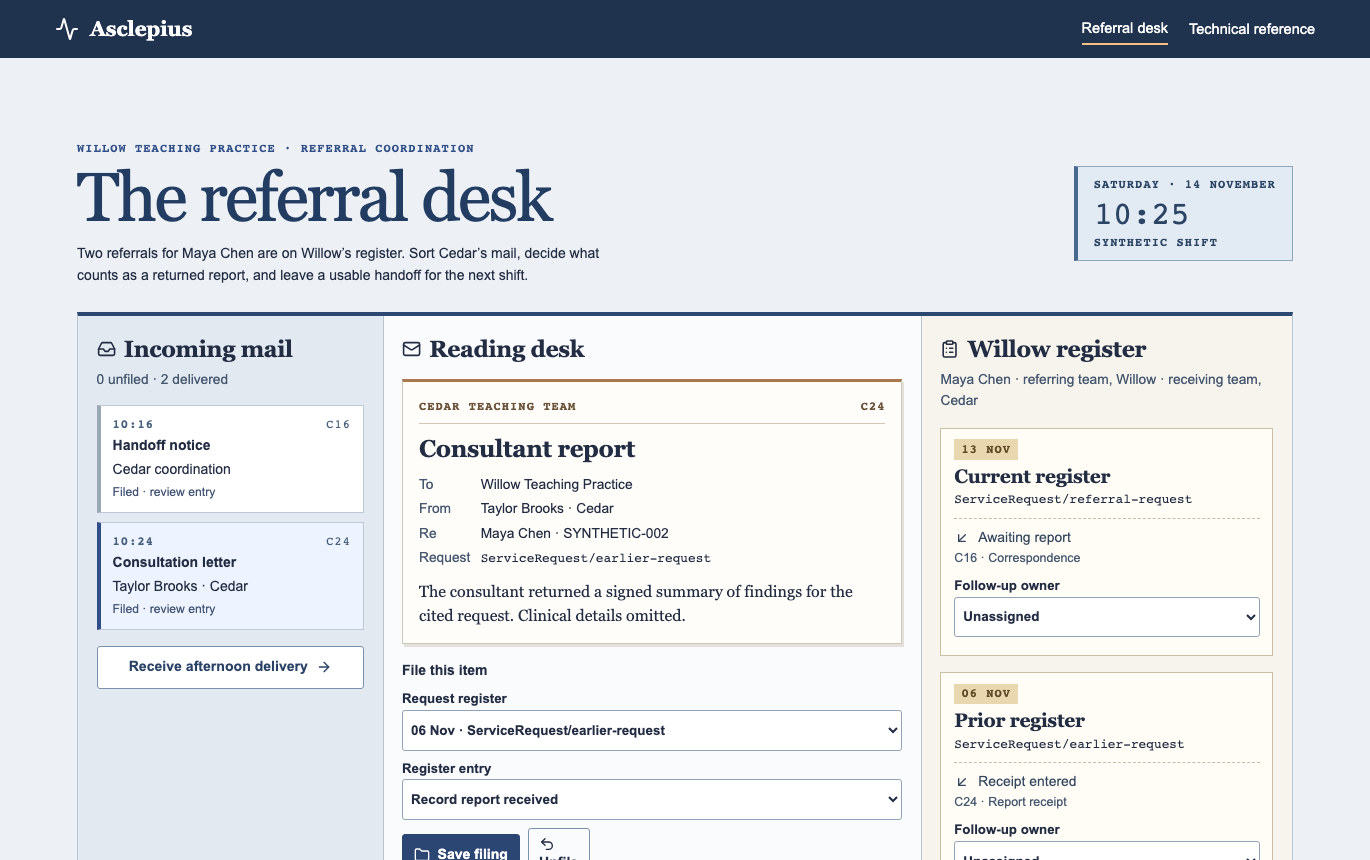 Asclepius
Referral desk
Technical reference
WILLOW TEACHING PRACTICE · REFERRAL COORDINATION
The referral desk
Two referrals for Maya Chen are on Willow’s register. Sort Cedar’s mail, decide what
counts as a returned report, and leave a usable handoff for the next shift.
SATURDAY · 14 NOVEMBER
10:25
SYNTHETIC SHIFT
Incoming mail
0 unfiled · 2 delivered
10:16 C16
Handoff notice
Cedar coordination
Filed · review entry
10:24 C24
Consultation letter
Taylor Brooks · Cedar
Filed · review entry
Receive afternoon delivery
Reading desk
CEDAR TEACHING TEAM C24
Consultant report
To Willow Teaching Practice
From Taylor Brooks · Cedar
Re Maya Chen · SYNTHETIC-002
Request ServiceRequest/earlier-request
The consultant returned a signed summary of findings for the
cited request. Clinical details omitted.
File this item
Request register
06 Nov · ServiceRequest/earlier-request
Register entry
Record report received
Save filing
Willow register
Maya Chen · referring team, Willow · receiving team,
Cedar
13 NOV
Current register
ServiceRequest/referral-request
Awaiting report
C16 · Correspondence
Follow-up owner
Unassigned
06 NOV
Prior register
ServiceRequest/earlier-request
Receipt entered
C24 · Report receipt
Follow-up owner